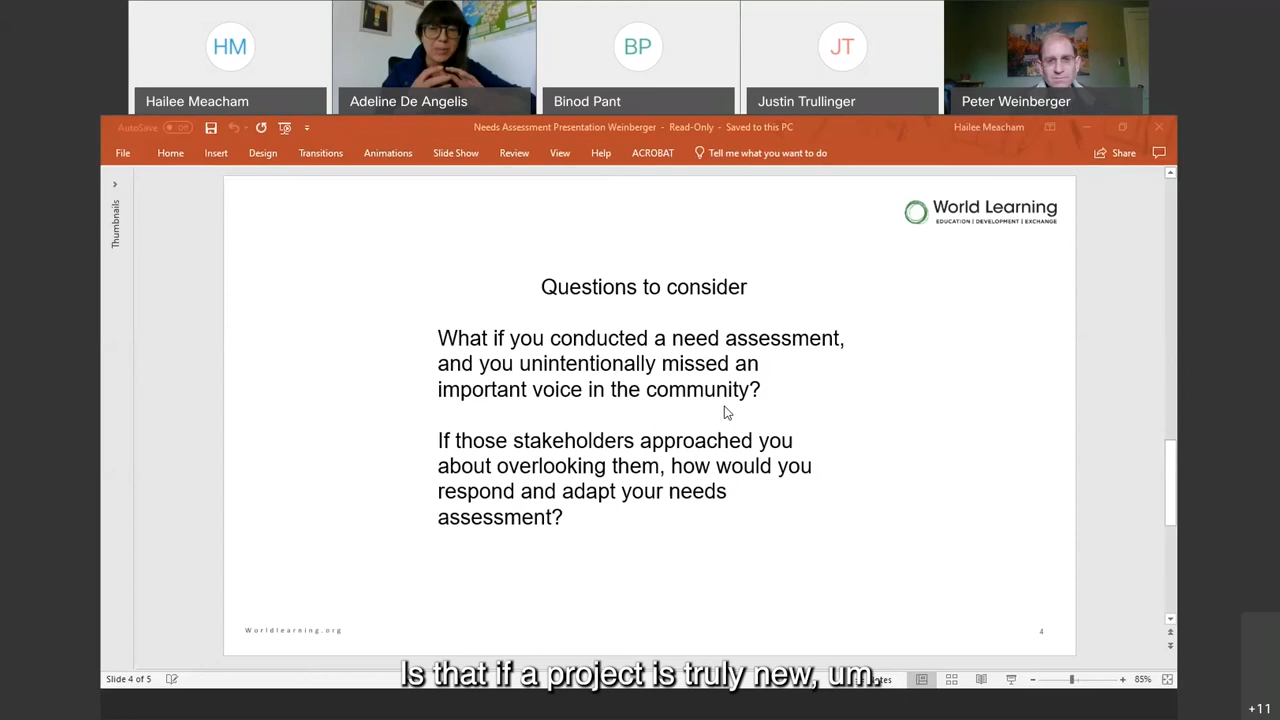 HM
BP
JT
Hailee Meacham
Adeline De Angelis
Binod Pant
Justin Trullinger
Peter Weinberger
AutoSave Off
Needs Assessment Presentation Weinberger - Read-Only - Saved to this PC
Hailee Meacham
File Home Insert Design Transitions Animations Slide Show Review View Help ACROBAT Tell me what you want to do Share
Thumbnails
World Learning
EDUCATION | DEVELOPMENT | EXCHANGE
Questions to consider
What if you conducted a need assessment,
and you unintentionally missed an
important voice in the community?
If those stakeholders approached you
about overlooking them, how would you
respond and adapt your needs
assessment?
Worldlearning.org
4
Is that if a project is truly new, um.
Slide 4 of 5
85%
+11